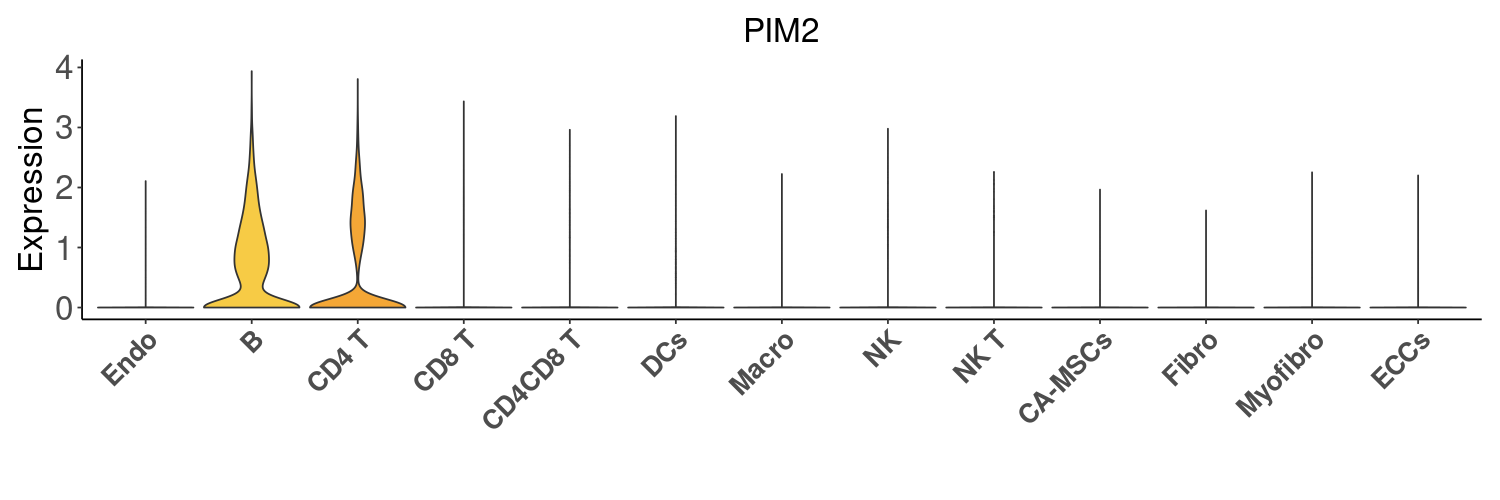 PIM2
Expression
4
3
2
1
0
Endo
B
CD4 T
CD8 T
CD4CD8 T
DCs
Macro
NK
NK T
CA-MSCs
Fibro
Myofibro
ECCs